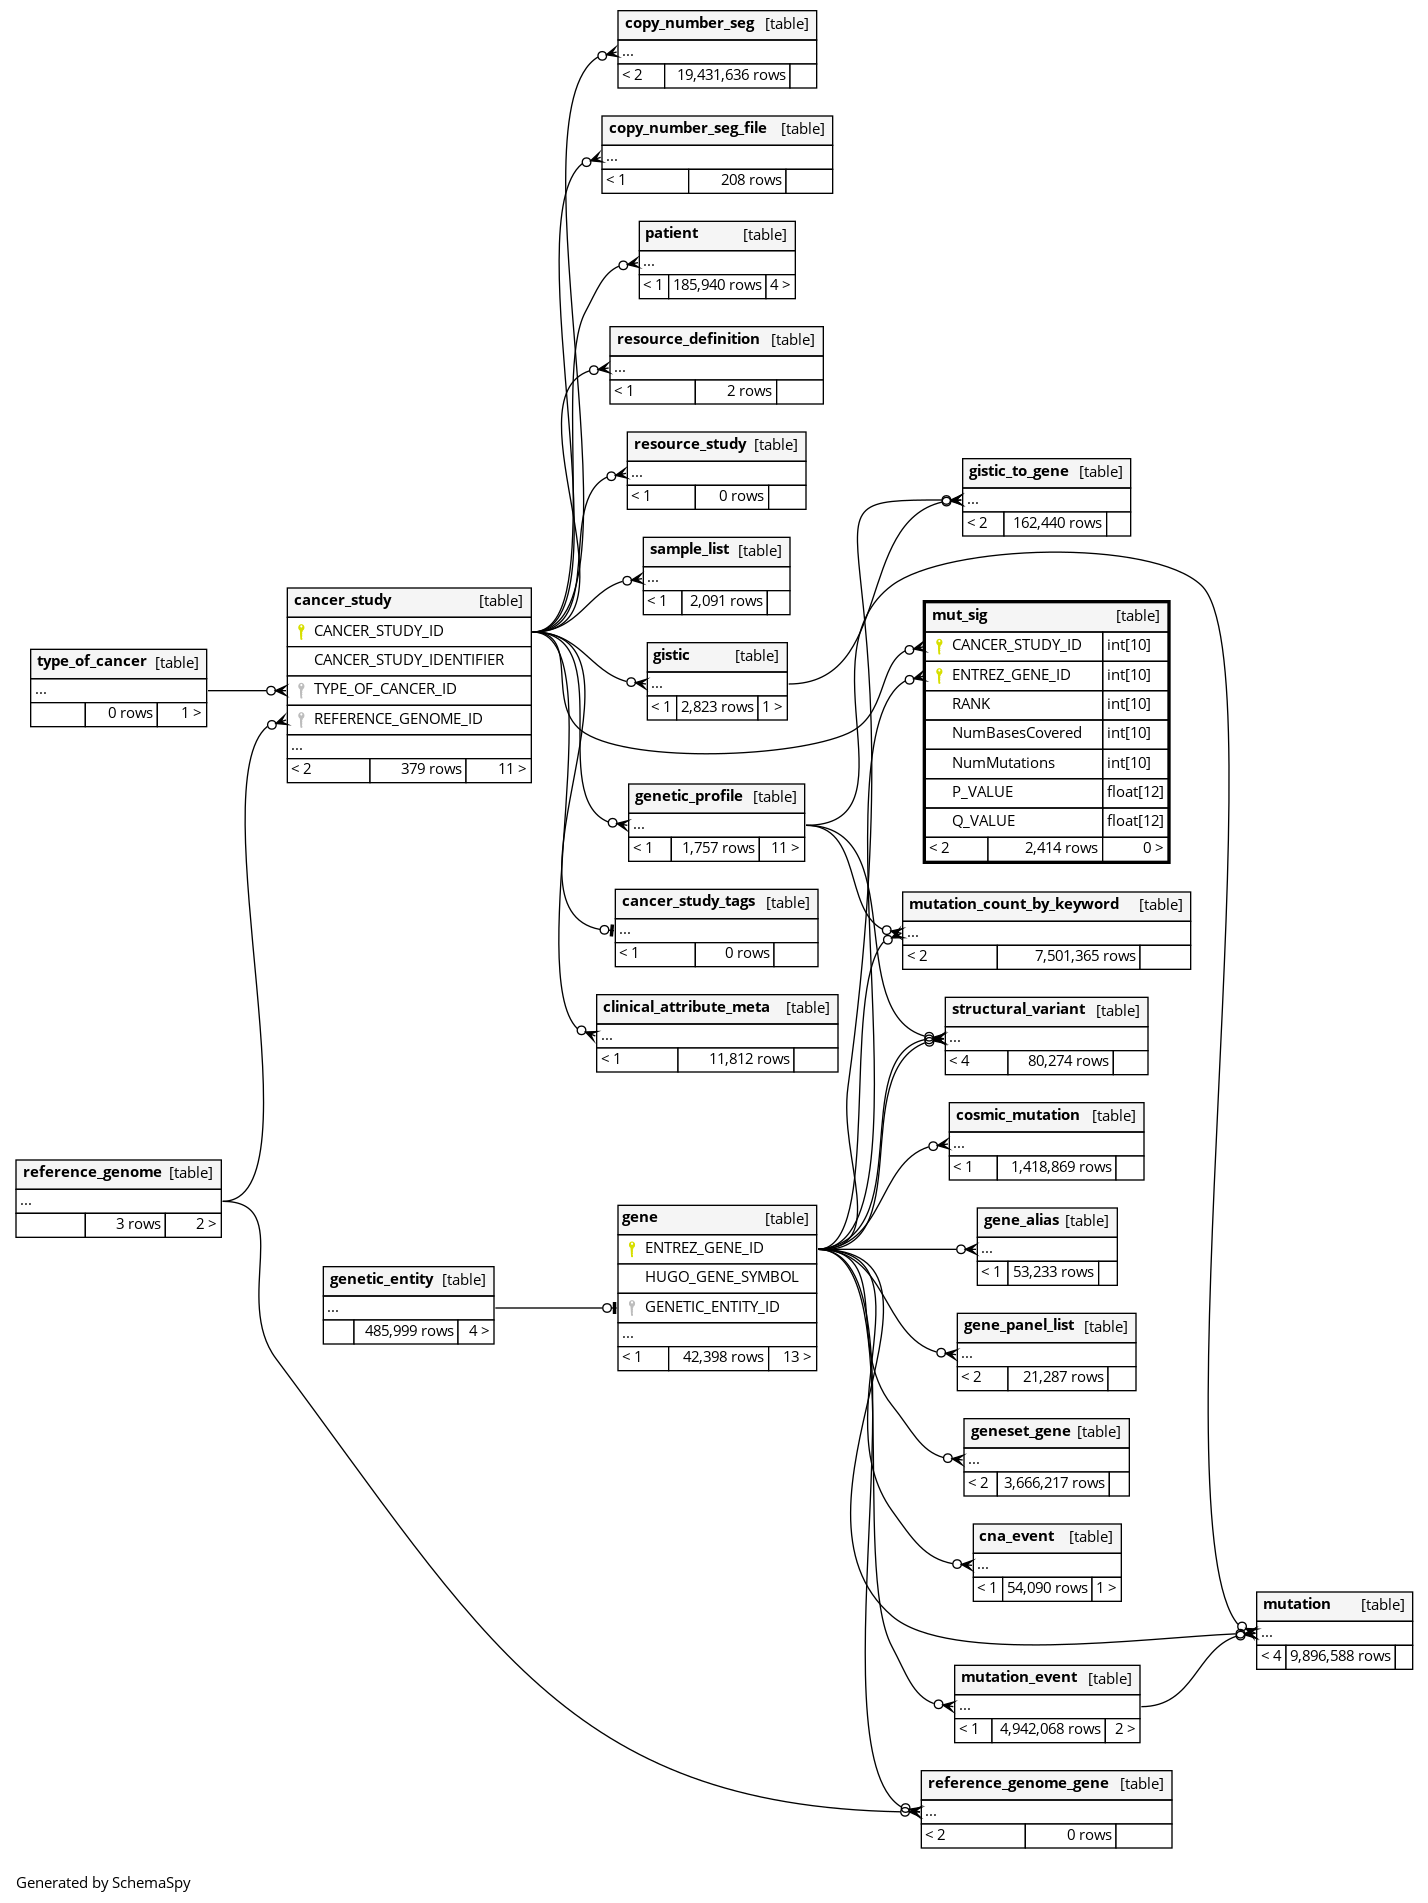 copy_number_seg [table]
...
< 2 19,431,636 rows
copy_number_seg_file [table]
...
< 1 208 rows
patient [table]
...
< 1 185,940 rows 4 >
resource_definition [table]
...
< 1 2 rows
resource_study [table]
...
< 1 0 rows
sample_list [table]
...
< 1 2,091 rows
gistic [table]
...
< 1 2,823 rows 1 >
genetic_profile [table]
...
< 1 1,757 rows 11 >
cancer_study_tags [table]
...
< 1 0 rows
clinical_attribute_meta [table]
...
< 1 11,812 rows
cancer_study [table]
CANCER_STUDY_ID
CANCER_STUDY_IDENTIFIER
TYPE_OF_CANCER_ID
REFERENCE_GENOME_ID
...
< 2 379 rows 11 >
type_of_cancer [table]
...
0 rows 1 >
reference_genome [table]
...
3 rows 2 >
genetic_entity [table]
...
485,999 rows 4 >
gene [table]
ENTREZ_GENE_ID
HUGO_GENE_SYMBOL
GENETIC_ENTITY_ID
...
< 1 42,398 rows 13 >
gistic_to_gene [table]
...
< 2 162,440 rows
mut_sig [table]
CANCER_STUDY_ID int[10]
ENTREZ_GENE_ID int[10]
RANK int[10]
NumBasesCovered int[10]
NumMutations int[10]
P_VALUE float[12]
Q_VALUE float[12]
< 2 2,414 rows 0 >
mutation_count_by_keyword [table]
...
< 2 7,501,365 rows
structural_variant [table]
...
< 4 80,274 rows
cosmic_mutation [table]
...
< 1 1,418,869 rows
gene_alias [table]
...
< 1 53,233 rows
gene_panel_list [table]
...
< 2 21,287 rows
geneset_gene [table]
...
< 2 3,666,217 rows
cna_event [table]
...
< 1 54,090 rows 1 >
mutation [table]
...
< 4 9,896,588 rows
mutation_event [table]
...
< 1 4,942,068 rows 2 >
reference_genome_gene [table]
...
< 2 0 rows
Generated by SchemaSpy